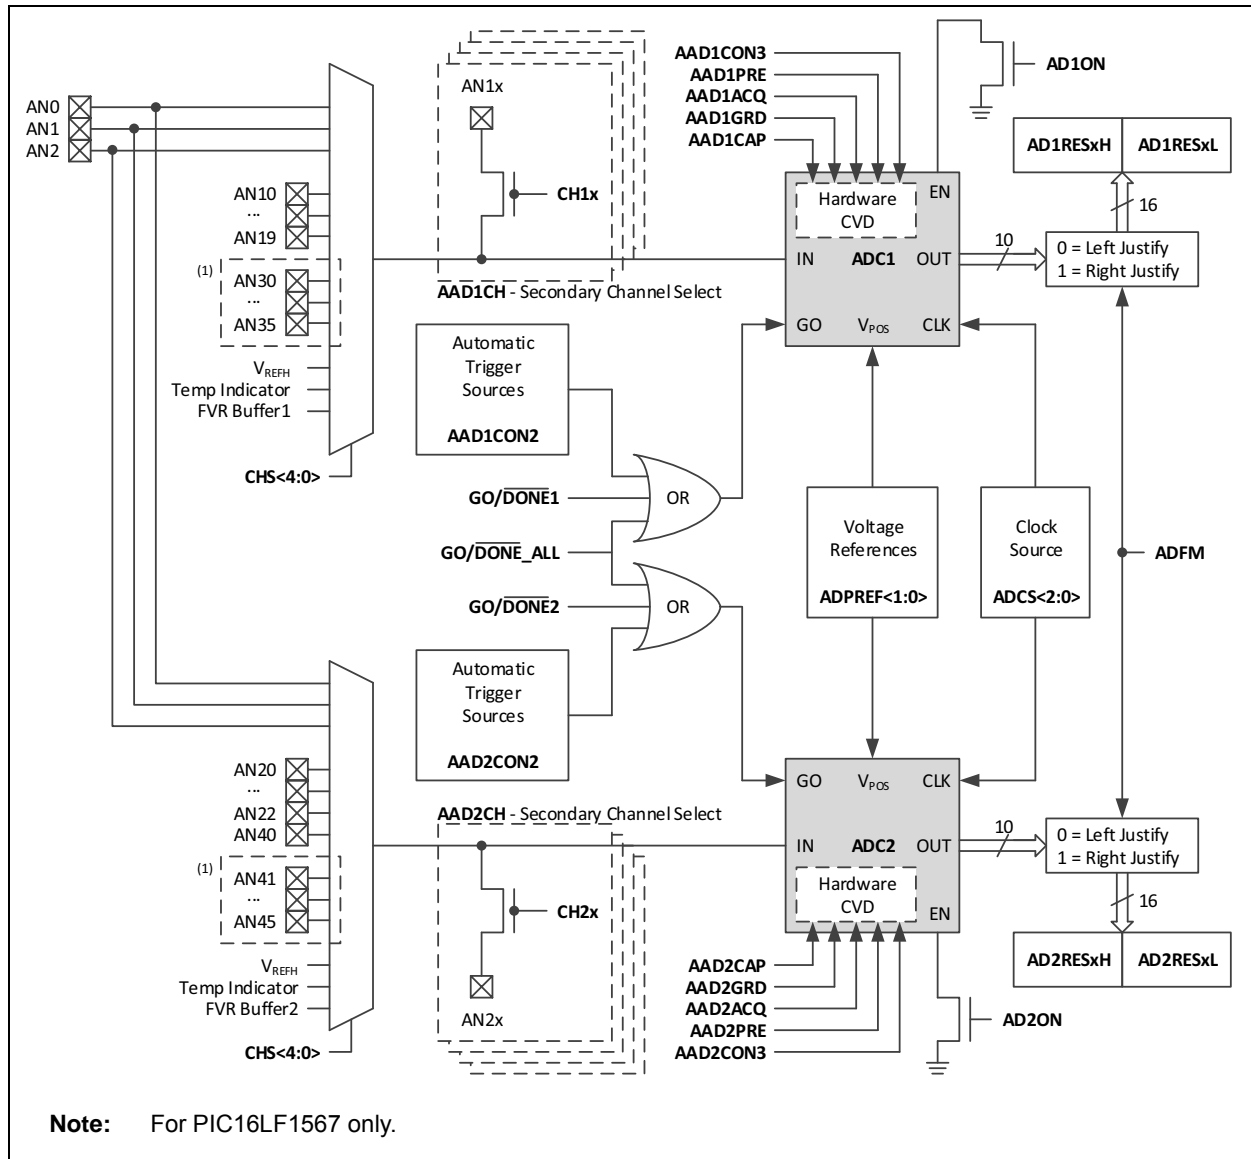 AN0
AN1
AN2
AN10
...
AN19
(1)
AN30
...
AN35
VREFH
Temp Indicator
FVR Buffer1
CHS<4:0>
AN1x
CH1x
AAD1CH - Secondary Channel Select
AAD1CON3
AAD1PRE
AAD1ACQ
AAD1GRD
AAD1CAP
AD1ON
Hardware
CVD
EN
IN
ADC1
OUT
GO
VPOS
CLK
10
AD1RESxH
AD1RESxL
16
0 = Left Justify
1 = Right Justify
Automatic
Trigger
Sources
AAD1CON2
GO/DONE1
OR
GO/DONE_ALL
GO/DONE2
OR
Automatic
Trigger
Sources
AAD2CON2
Voltage
References
ADPREF<1:0>
Clock
Source
ADCS<2:0>
ADFM
AN20
...
AN22
AN40
(1)
AN41
...
AN45
VREFH
Temp Indicator
FVR Buffer2
CHS<4:0>
AAD2CH - Secondary Channel Select
CH2x
AN2x
GO
VPOS
CLK
IN
ADC2
OUT
Hardware
CVD
EN
10
0 = Left Justify
1 = Right Justify
16
AD2RESxH
AD2RESxL
AAD2CAP
AAD2GRD
AAD2ACQ
AAD2PRE
AAD2CON3
AD2ON
Note: For PIC16LF1567 only.